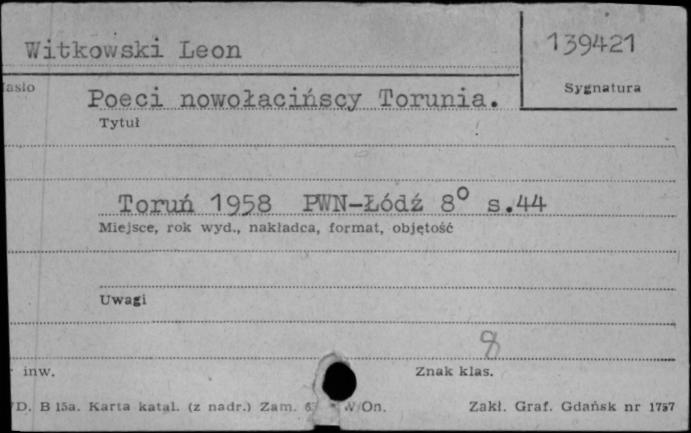 Witkowski Leon
139421
Sygnatura
Poeci nowołacińscy Torunia.
Tytuł
Toruń 1958 PWN-Łódź 8° s.44
Miejsce, rok wyd., nakładca, format, objętość
Uwagi
8
inw.
Znak klas.
D. B 15a. Karta katal. (z nadr.) Zam.
Zakł. Graf. Gdańsk nr